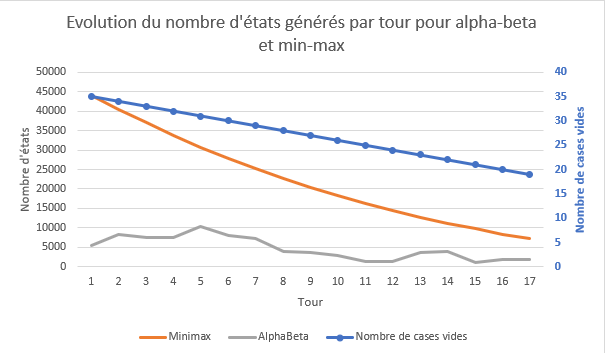 Evolution du nombre d'états générés par tour pour alpha-beta
et min-max
50000
45000
40000
35000
30000
25000
20000
15000
10000
5000
0
Nombre d'états
40
35
30
25
20
15
10
5
0
Nombre de cases vides
1 2 3 4 5 6 7 8 9 10 11 12 13 14 15 16 17
Tour
Minimax AlphaBeta Nombre de cases vides